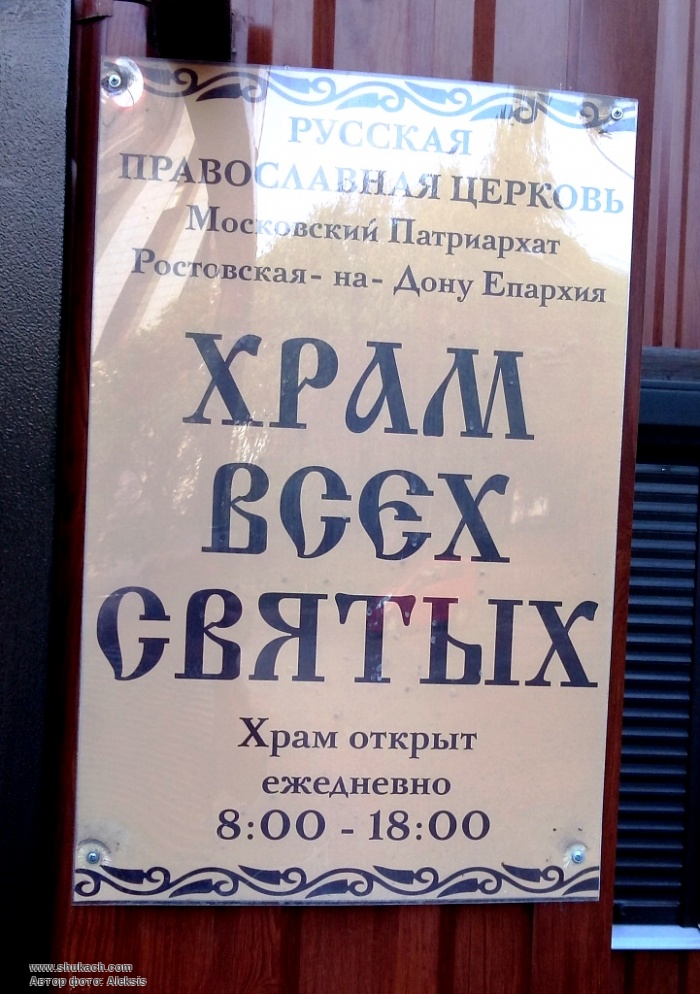 РУССКАЯ
ПРАВОСЛАВНАЯ ЦЕРКОВЬ
Московский Патриархат
Ростовская- на- Дону Епархия
ХРАМ
ВСЕХ
СВЯТЫХ
Храм открыт
ежедневно
8:00 - 18:00
www.shukach.com
Автор фото: Aleksis